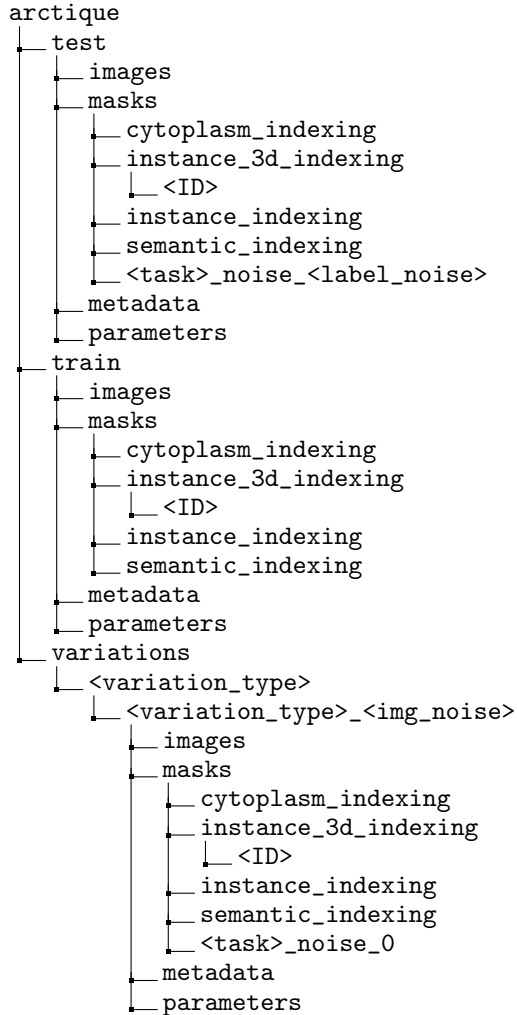 arctique
test
images
masks
cytoplasm_indexing
instance_3d_indexing
<ID>
instance_indexing
semantic_indexing
<task>_noise_<label_noise>
metadata
parameters
train
images
masks
cytoplasm_indexing
instance_3d_indexing
<ID>
instance_indexing
semantic_indexing
metadata
parameters
variations
<variation_type>
<variation_type>_<img_noise>
images
masks
cytoplasm_indexing
instance_3d_indexing
<ID>
instance_indexing
semantic_indexing
<task>_noise_0
metadata
parameters